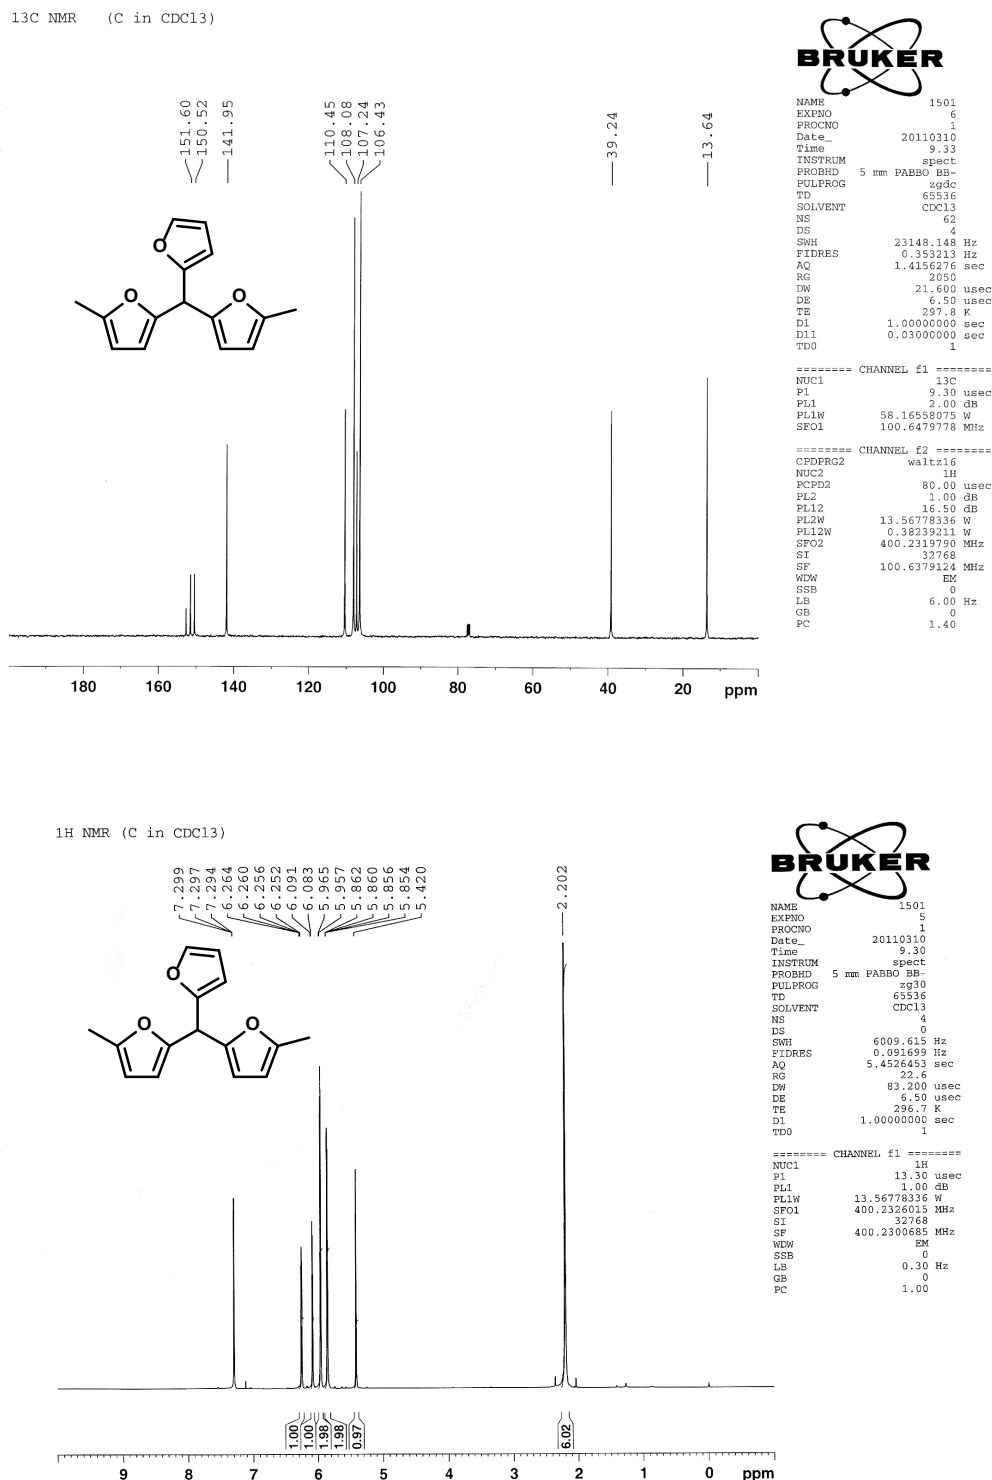 13C NMR (C in CDCl3)
BRUKER
151.60
150.52
141.95
110.45
108.08
107.24
106.43
39.24
13.64
NAME 1501
EXPNO 6
PROCNO 1
Date_ 20110310
Time 9.33
INSTRUM spect
PROBHD 5 mm PABBO BB-
PULPROG zgdc
TD 65536
SOLVENT CDCl3
NS 62
DS 4
SWH 23148.148 Hz
FIDRES 0.353213 Hz
AQ 1.4156276 sec
RG 2050
DW 21.600 usec
DE 6.50 usec
TE 297.8 K
D1 1.00000000 sec
D11 0.03000000 sec
TD0 1
======== CHANNEL f1 ========
NUC1 13C
P1 9.30 usec
PL1 2.00 dB
PL1W 58.16558075 W
SFO1 100.6479778 MHz
======== CHANNEL f2 ========
CPDPRG2 waltz16
NUC2 1H
PCPD2 80.00 usec
PL2 1.00 dB
PL12 16.50 dB
PL2W 13.56778336 W
PL12W 0.38239211 W
SFO2 400.2319790 MHz
SI 32768
SF 100.6379124 MHz
WDW EM
SSB 0
LB 6.00 Hz
GB 0
PC 1.40
O
O O
180 160 140 120 100 80 60 40 20 ppm
1H NMR (C in CDCl3)
BRUKER
7.299
7.297
7.294
6.264
6.260
6.256
6.252
6.091
6.083
5.965
5.957
5.862
5.860
5.856
5.854
5.420
2.202
NAME 1501
EXPNO 5
PROCNO 1
Date_ 20110310
Time 9.30
INSTRUM spect
PROBHD 5 mm PABBO BB-
PULPROG zg30
TD 65536
SOLVENT CDCl3
NS 4
DS 0
SWH 6009.615 Hz
FIDRES 0.091699 Hz
AQ 5.4526453 sec
RG 22.6
DW 83.200 usec
DE 6.50 usec
TE 296.7 K
D1 1.00000000 sec
TD0 1
======== CHANNEL f1 ========
NUC1 1H
P1 13.30 usec
PL1 1.00 dB
PL1W 13.56778336 W
SFO1 400.2326015 MHz
SI 32768
SF 400.2300685 MHz
WDW EM
SSB 0
LB 0.30 Hz
GB 0
PC 1.00
O
O O
1.00
1.00
1.98
1.98
0.97
6.02
9 8 7 6 5 4 3 2 1 0 ppm